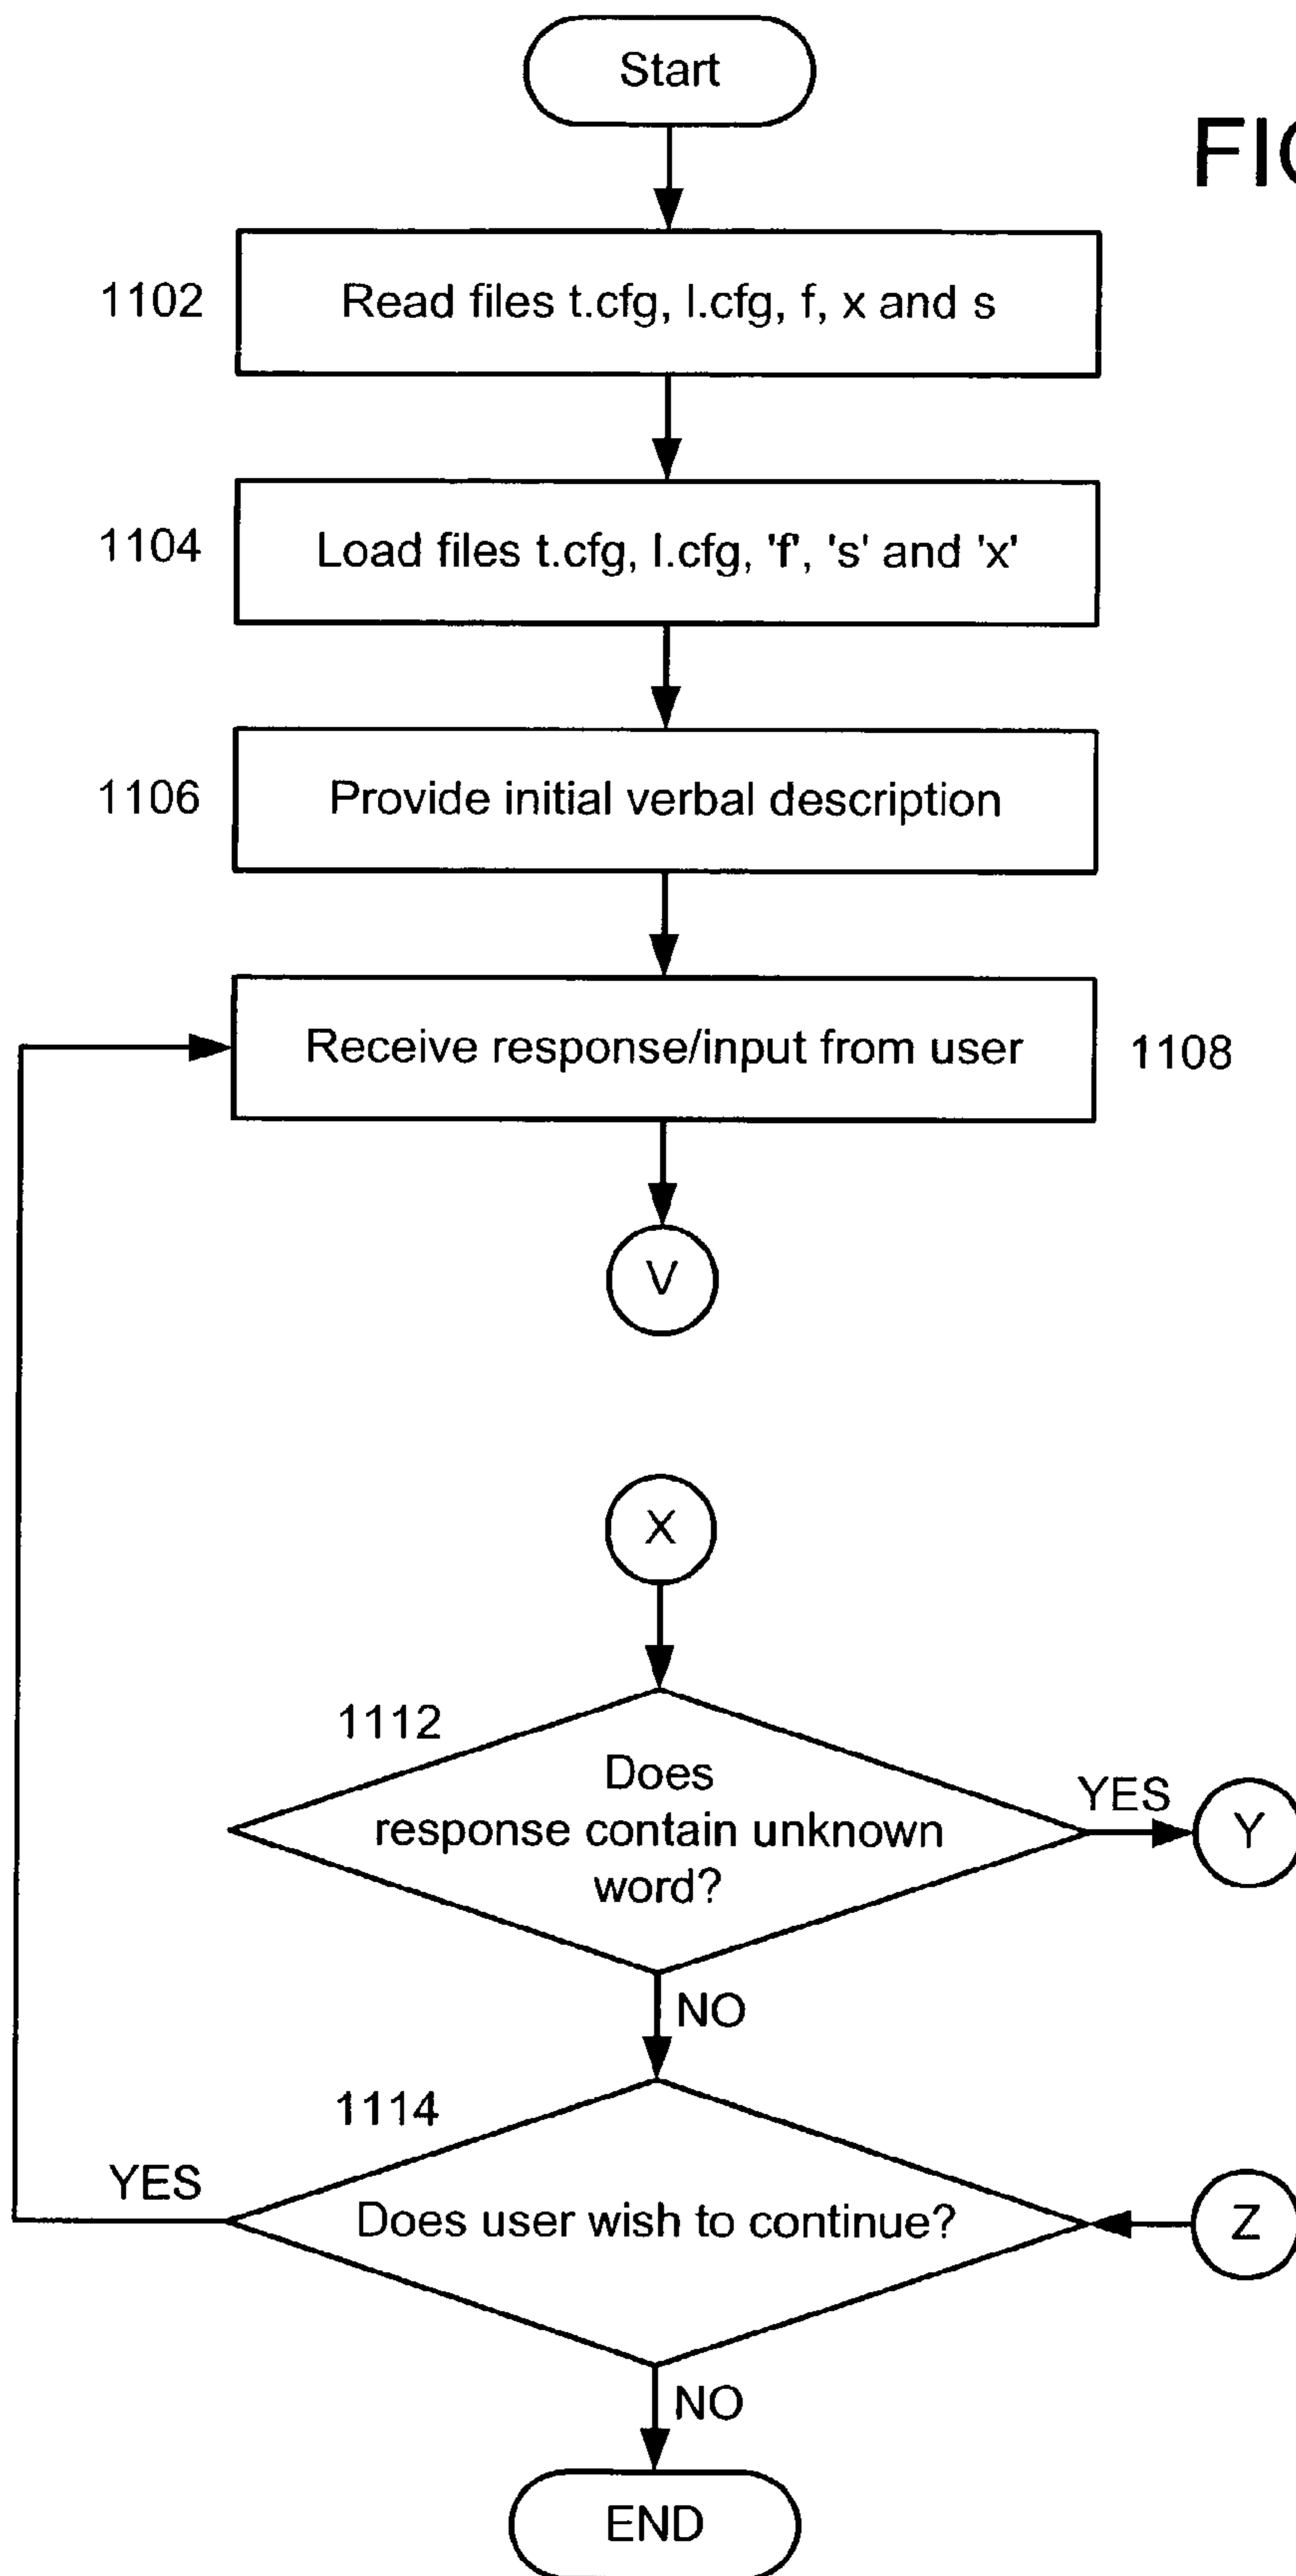 Start
1102
Read files t.cfg, l.cfg, f, x and s
1104
Load files t.cfg, l.cfg, 'f', 's' and 'x'
1106
Provide initial verbal description
Receive response/input from user
1108
V
X
1112
Does
response contain unknown
word?
YES
Y
NO
1114
YES
Does user wish to continue?
Z
NO
END